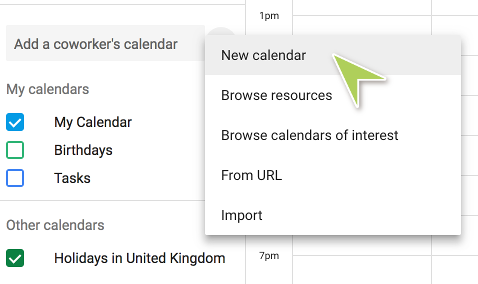 1pm
Add a coworker's calendar
New calendar
My calendars
Browse resources
My Calendar
Browse calendars of interest
Birthdays
Tasks
From URL
Import
Other calendars
Holidays in United Kingdom
7pm